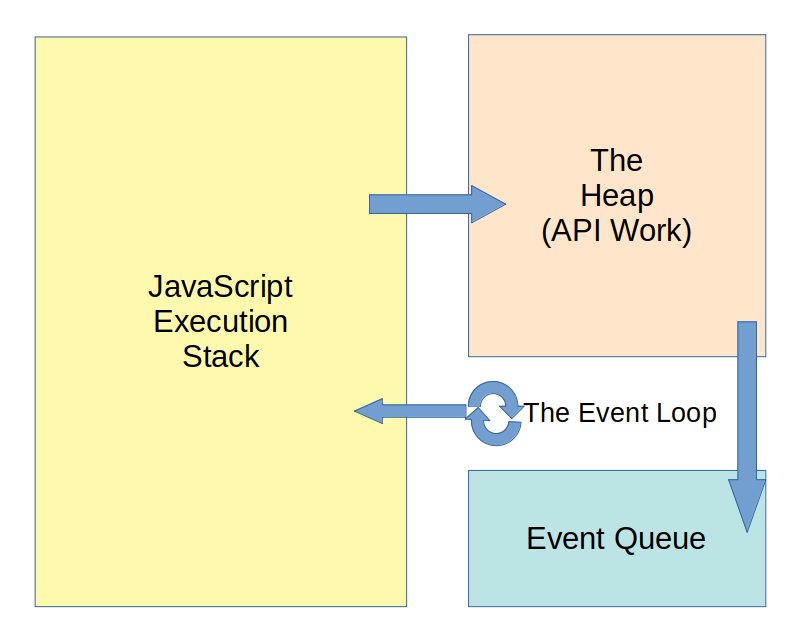 JavaScript
Execution
Stack
The
Heap
(API Work)
The Event Loop
Event Queue